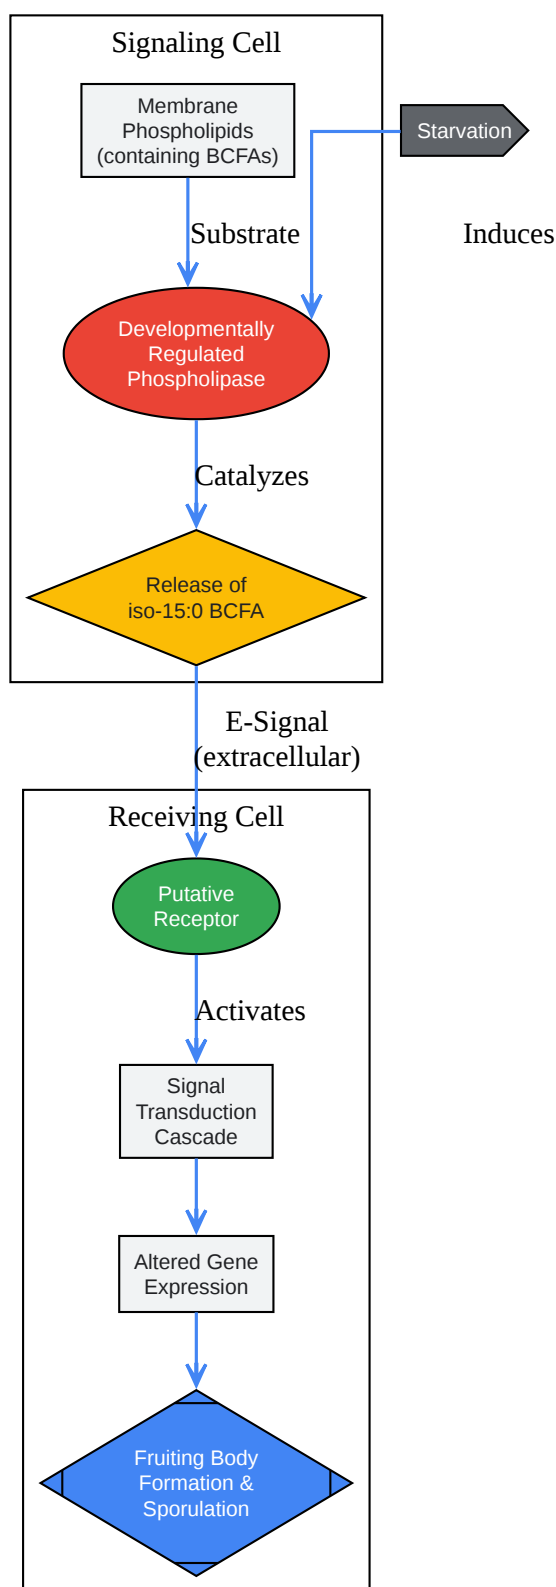 Signaling Cell
Membrane
Phospholipids
(containing BCFAs)
Starvation
Substrate
Induces
Developmentally
Regulated
Phospholipase
Catalyzes
Release of
iso-15:0 BCFA
E-Signal
(extracellular)
Receiving Cell
Putative
Receptor
Activates
Signal
Transduction
Cascade
Altered Gene
Expression
Fruiting Body
Formation &
Sporulation